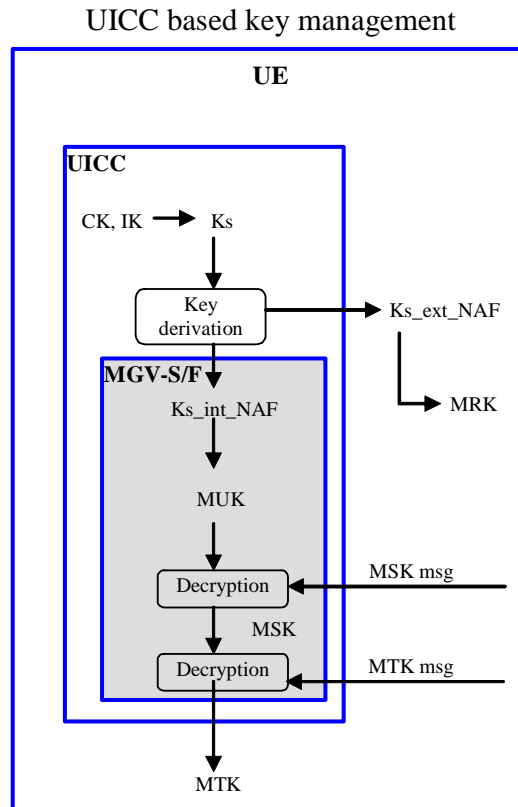 UICC based key management
UE
UICC
CK, IK
Ks
Key
derivation
Ks_ext_NAF
MGV-S/F
Ks_int_NAF
MRK
MUK
MSK msg
Decryption
MSK
MTK msg
Decryption
MTK